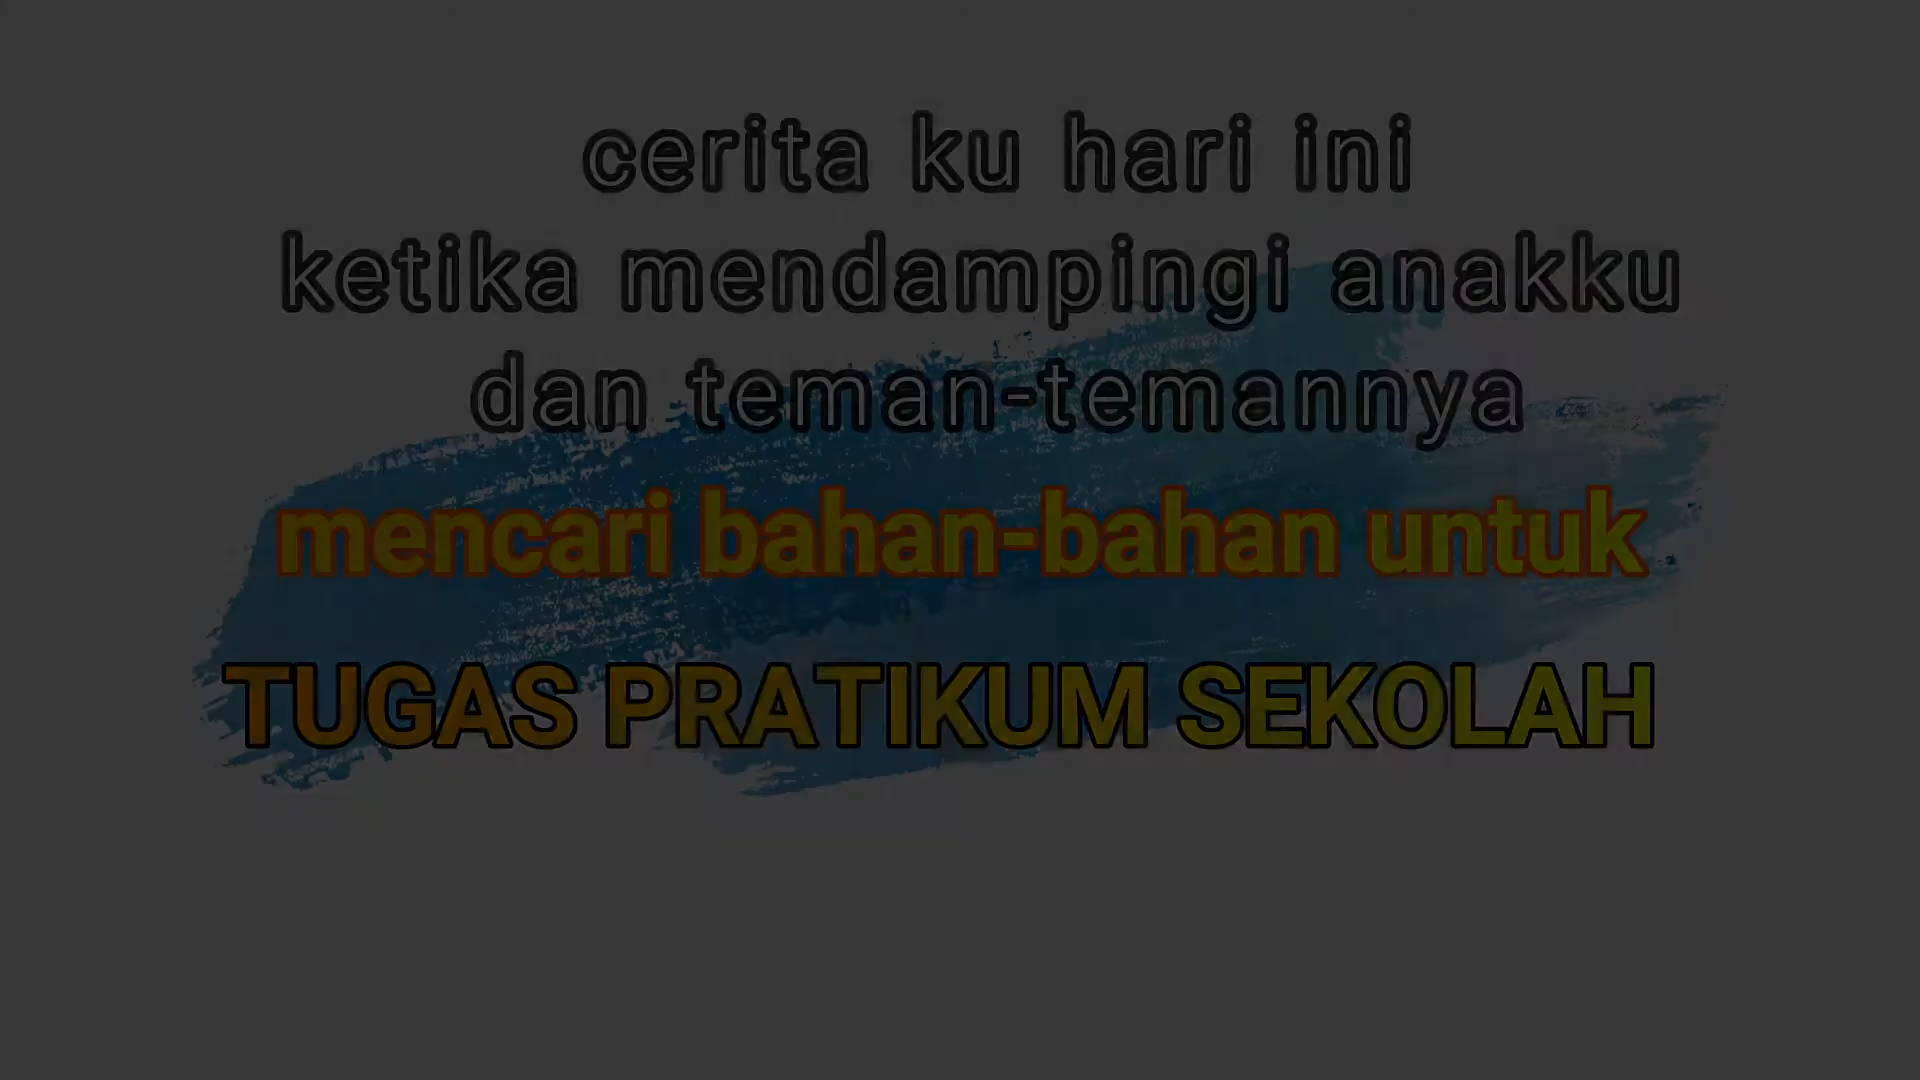 cerita ku hari ini
ketika mendampingi anakku
dan teman-temannya
mencari bahan-bahan untuk
TUGAS PRATIKUM SEKOLAH